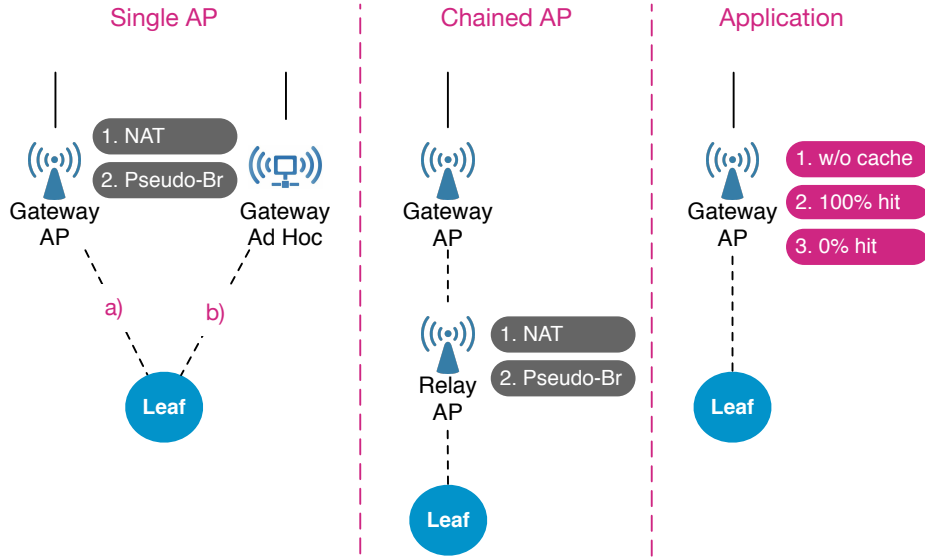 Single AP
1. NAT
2. Pseudo-Br
Gateway
AP
Gateway
Ad Hoc
a)
b)
Leaf
Chained AP
Gateway
AP
1. NAT
2. Pseudo-Br
Relay
AP
Leaf
Application
1. w/o cache
2. 100% hit
3. 0% hit
Gateway
AP
Leaf